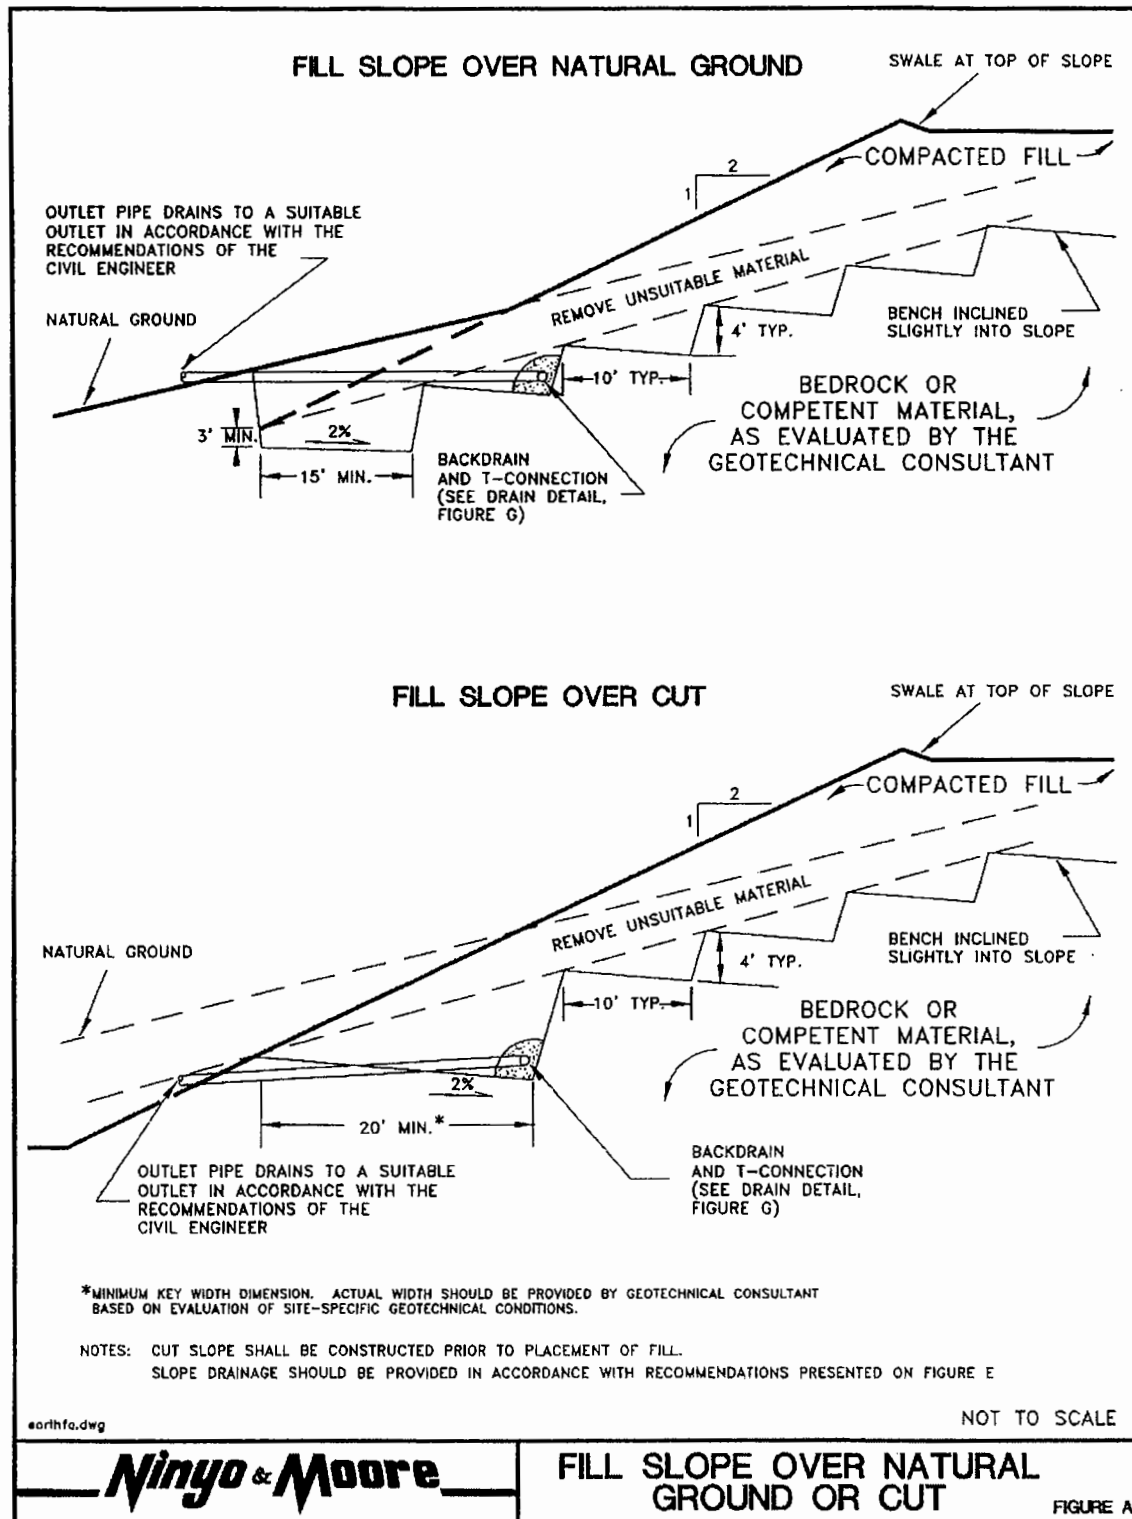 FILL SLOPE OVER NATURAL GROUND
SWALE AT TOP OF SLOPE
COMPACTED FILL
2
1
OUTLET PIPE DRAINS TO A SUITABLE
OUTLET IN ACCORDANCE WITH THE
RECOMMENDATIONS OF THE
CIVIL ENGINEER
REMOVE UNSUITABLE MATERIAL
NATURAL GROUND
BENCH INCLINED
SLIGHTLY INTO SLOPE
4' TYP.
10' TYP.
BEDROCK OR
COMPETENT MATERIAL,
AS EVALUATED BY THE
GEOTECHNICAL CONSULTANT
3' MIN.
2%
15' MIN.
BACKDRAIN
AND T-CONNECTION
(SEE DRAIN DETAIL,
FIGURE G)
FILL SLOPE OVER CUT
SWALE AT TOP OF SLOPE
COMPACTED FILL
2
1
REMOVE UNSUITABLE MATERIAL
NATURAL GROUND
BENCH INCLINED
SLIGHTLY INTO SLOPE
4' TYP.
10' TYP.
BEDROCK OR
COMPETENT MATERIAL,
AS EVALUATED BY THE
GEOTECHNICAL CONSULTANT
2%
20' MIN.*
OUTLET PIPE DRAINS TO A SUITABLE
OUTLET IN ACCORDANCE WITH THE
RECOMMENDATIONS OF THE
CIVIL ENGINEER
BACKDRAIN
AND T-CONNECTION
(SEE DRAIN DETAIL,
FIGURE G)
*MINIMUM KEY WIDTH DIMENSION. ACTUAL WIDTH SHOULD BE PROVIDED BY GEOTECHNICAL CONSULTANT
BASED ON EVALUATION OF SITE-SPECIFIC GEOTECHNICAL CONDITIONS.
NOTES: CUT SLOPE SHALL BE CONSTRUCTED PRIOR TO PLACEMENT OF FILL.
SLOPE DRAINAGE SHOULD BE PROVIDED IN ACCORDANCE WITH RECOMMENDATIONS PRESENTED ON FIGURE E
earthfa.dwg
NOT TO SCALE
Ninyo & Moore
FILL SLOPE OVER NATURAL
GROUND OR CUT
FIGURE A